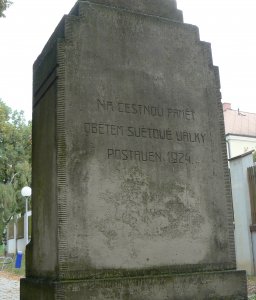 NA ČESTNOU PAMĚŤ
OBĚTEM SVĚTOVÉ VÁLKY
POSTAVEN 1924.